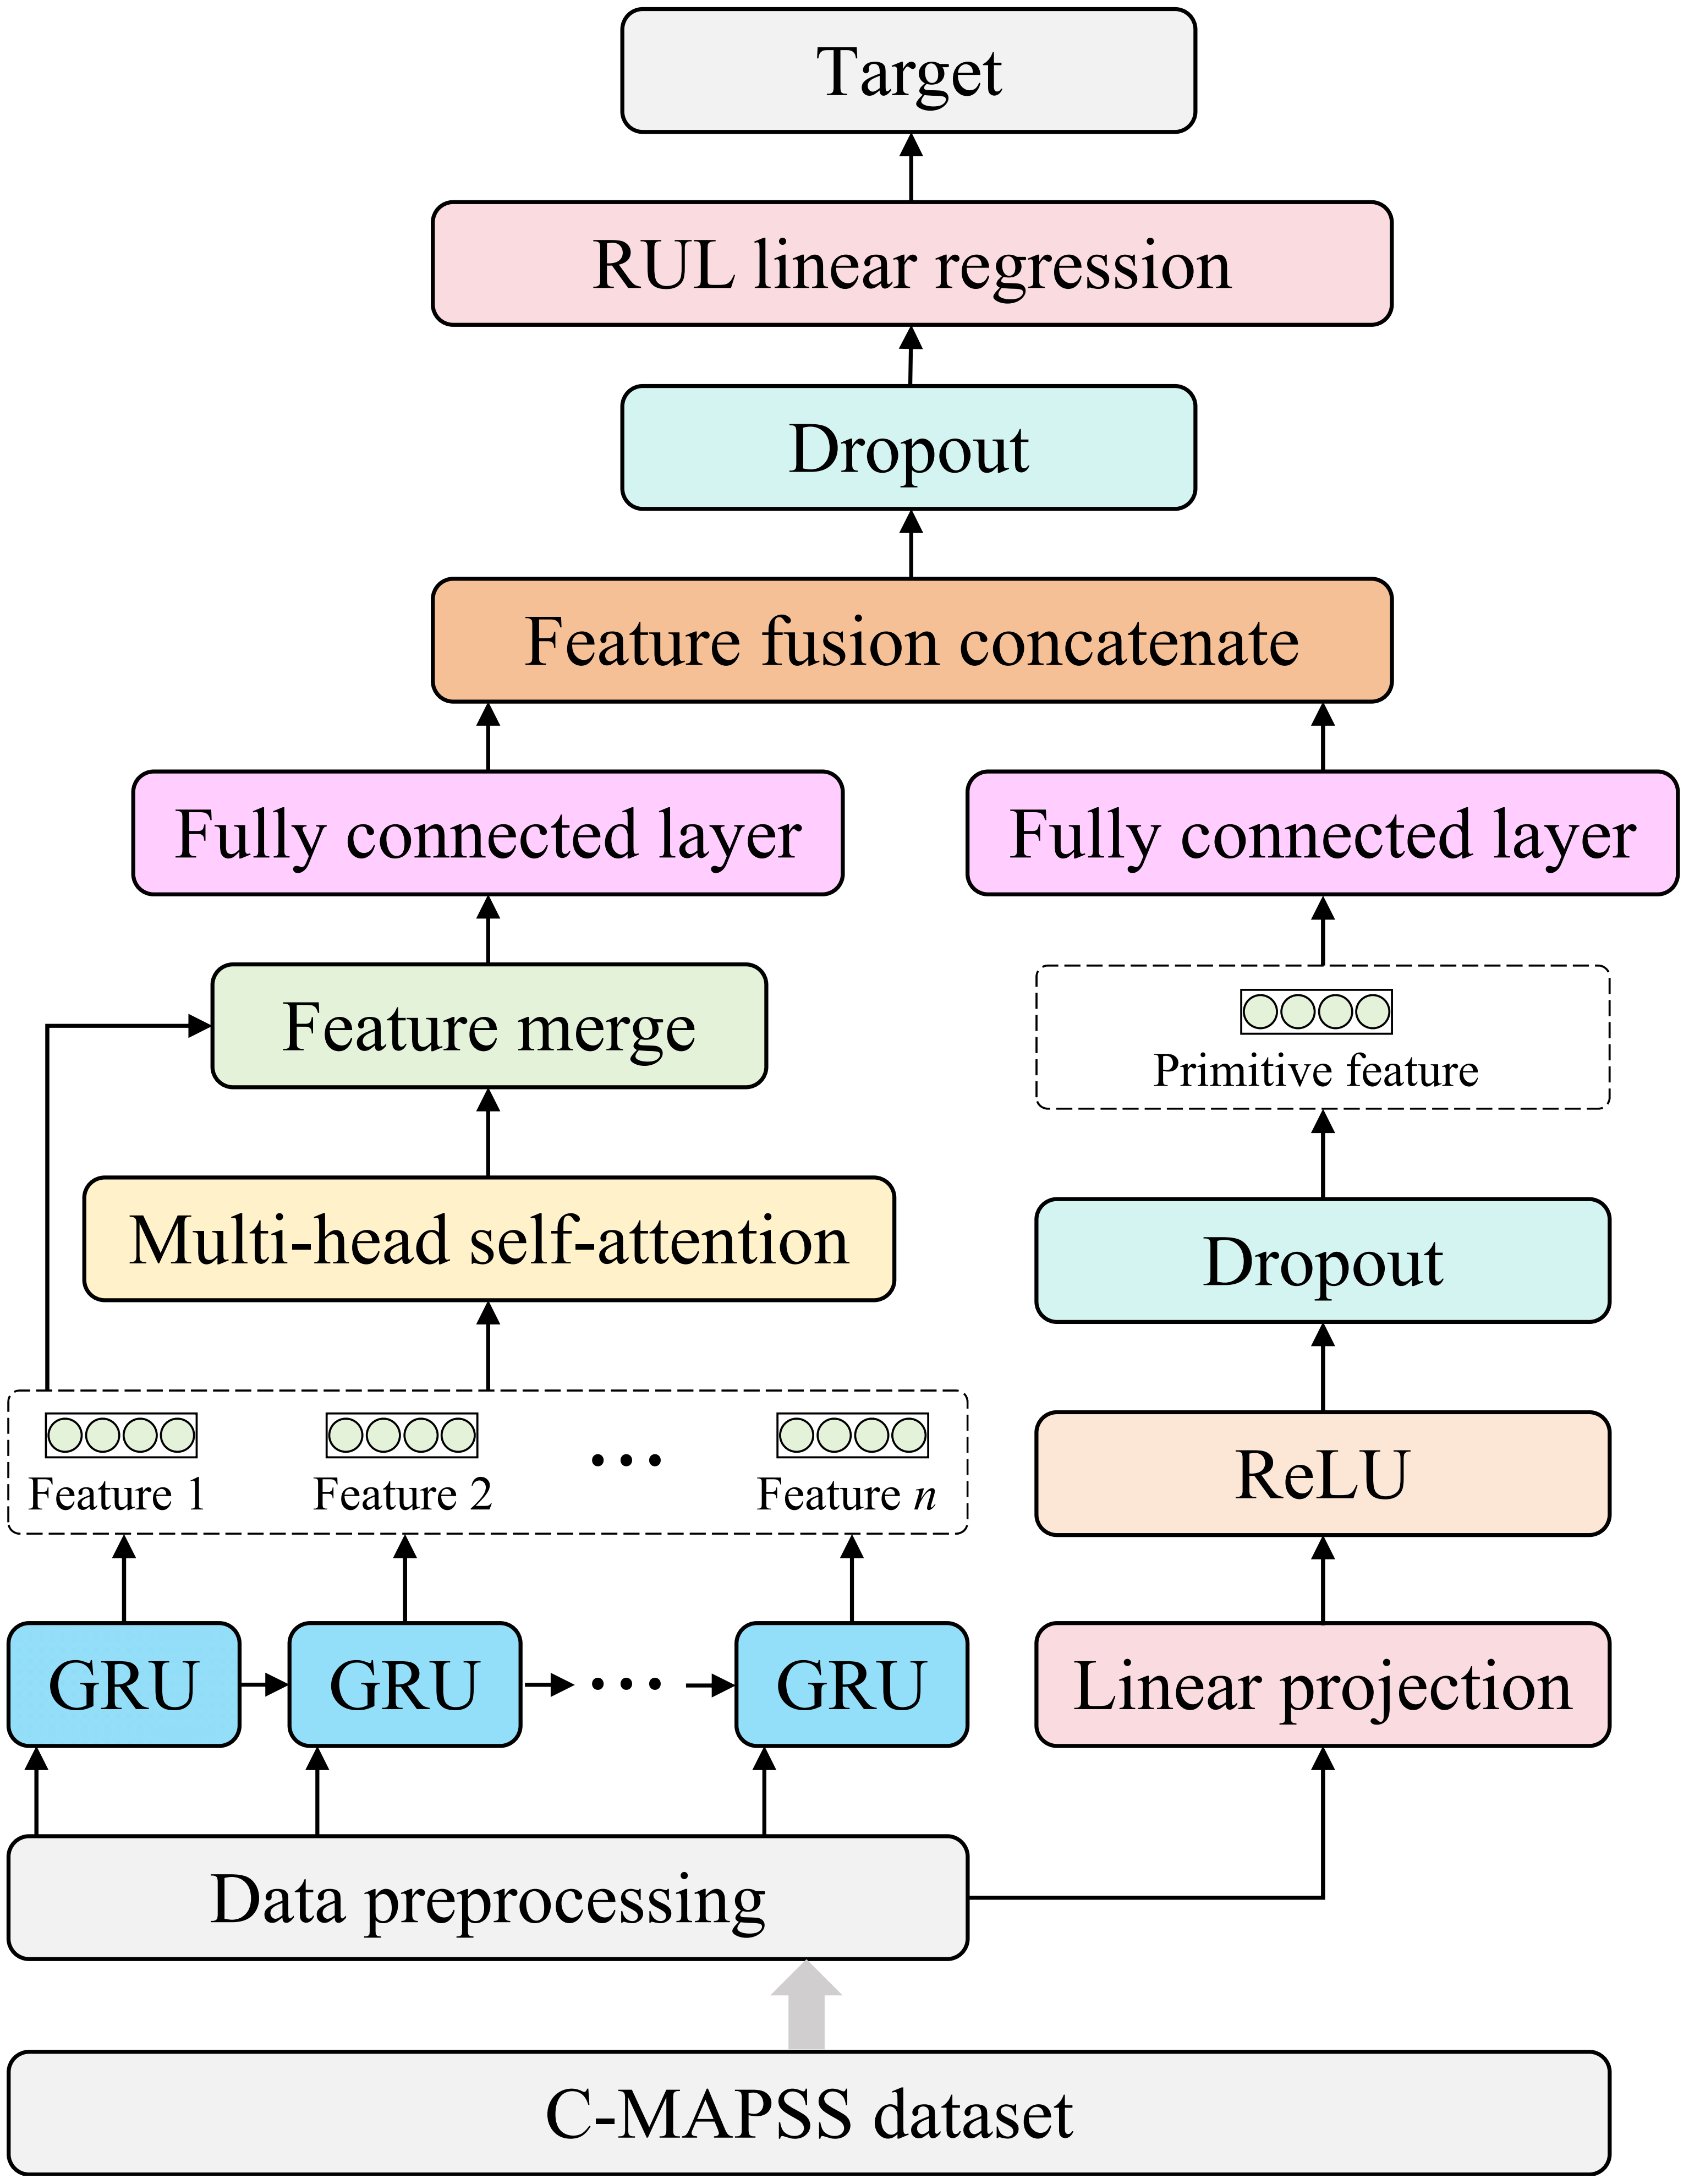 Target
RUL linear regression
Dropout
Feature fusion concatenate
Fully connected layer
Fully connected layer
Feature merge
Primitive feature
Multi-head self-attention
Dropout
Feature 1
Feature 2
...
Feature n
ReLU
GRU
GRU
...
GRU
Linear projection
Data preprocessing
C-MAPSS dataset